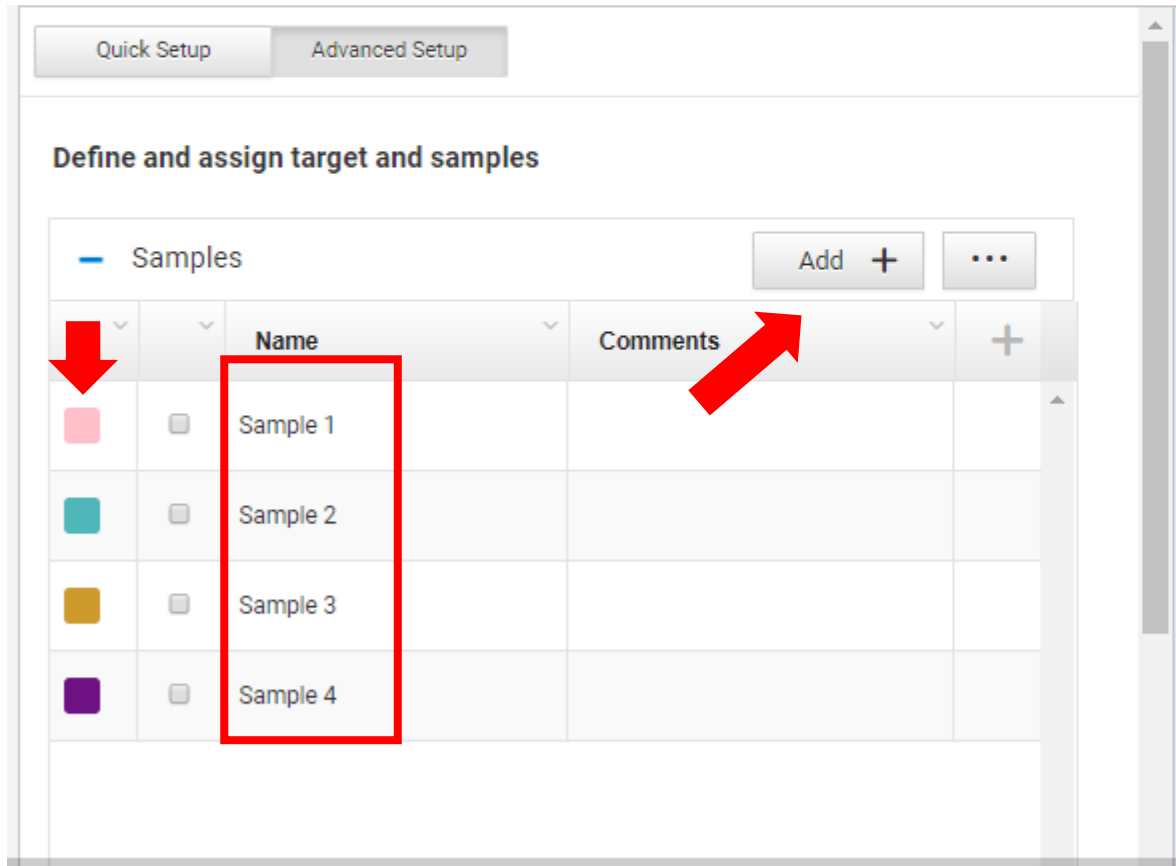 Quick Setup Advanced Setup
Define and assign target and samples
Samples Add + ...
Name Comments +
Sample 1
Sample 2
Sample 3
Sample 4